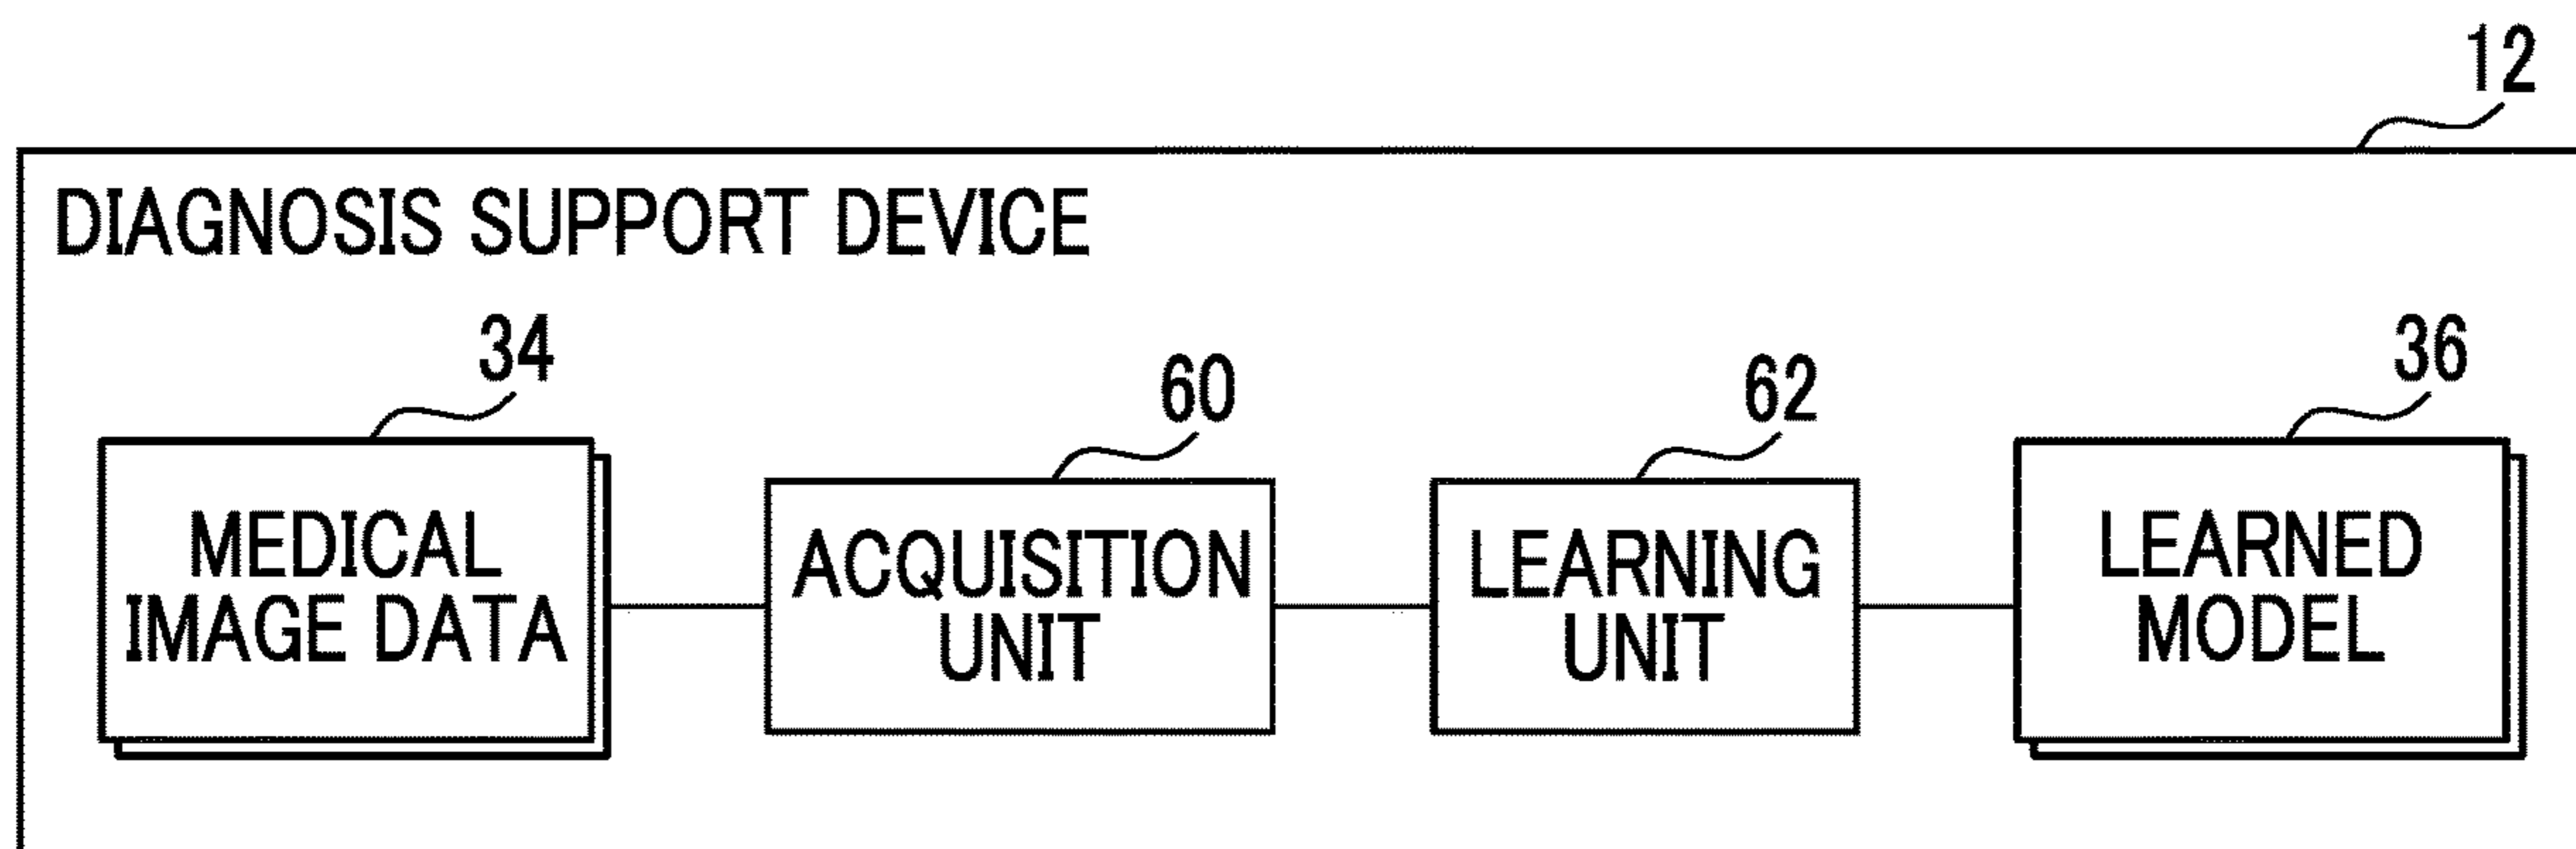 12
DIAGNOSIS SUPPORT DEVICE
34
60
62
36
MEDICAL
IMAGE DATA
ACQUISITION
UNIT
LEARNING
UNIT
LEARNED
MODEL